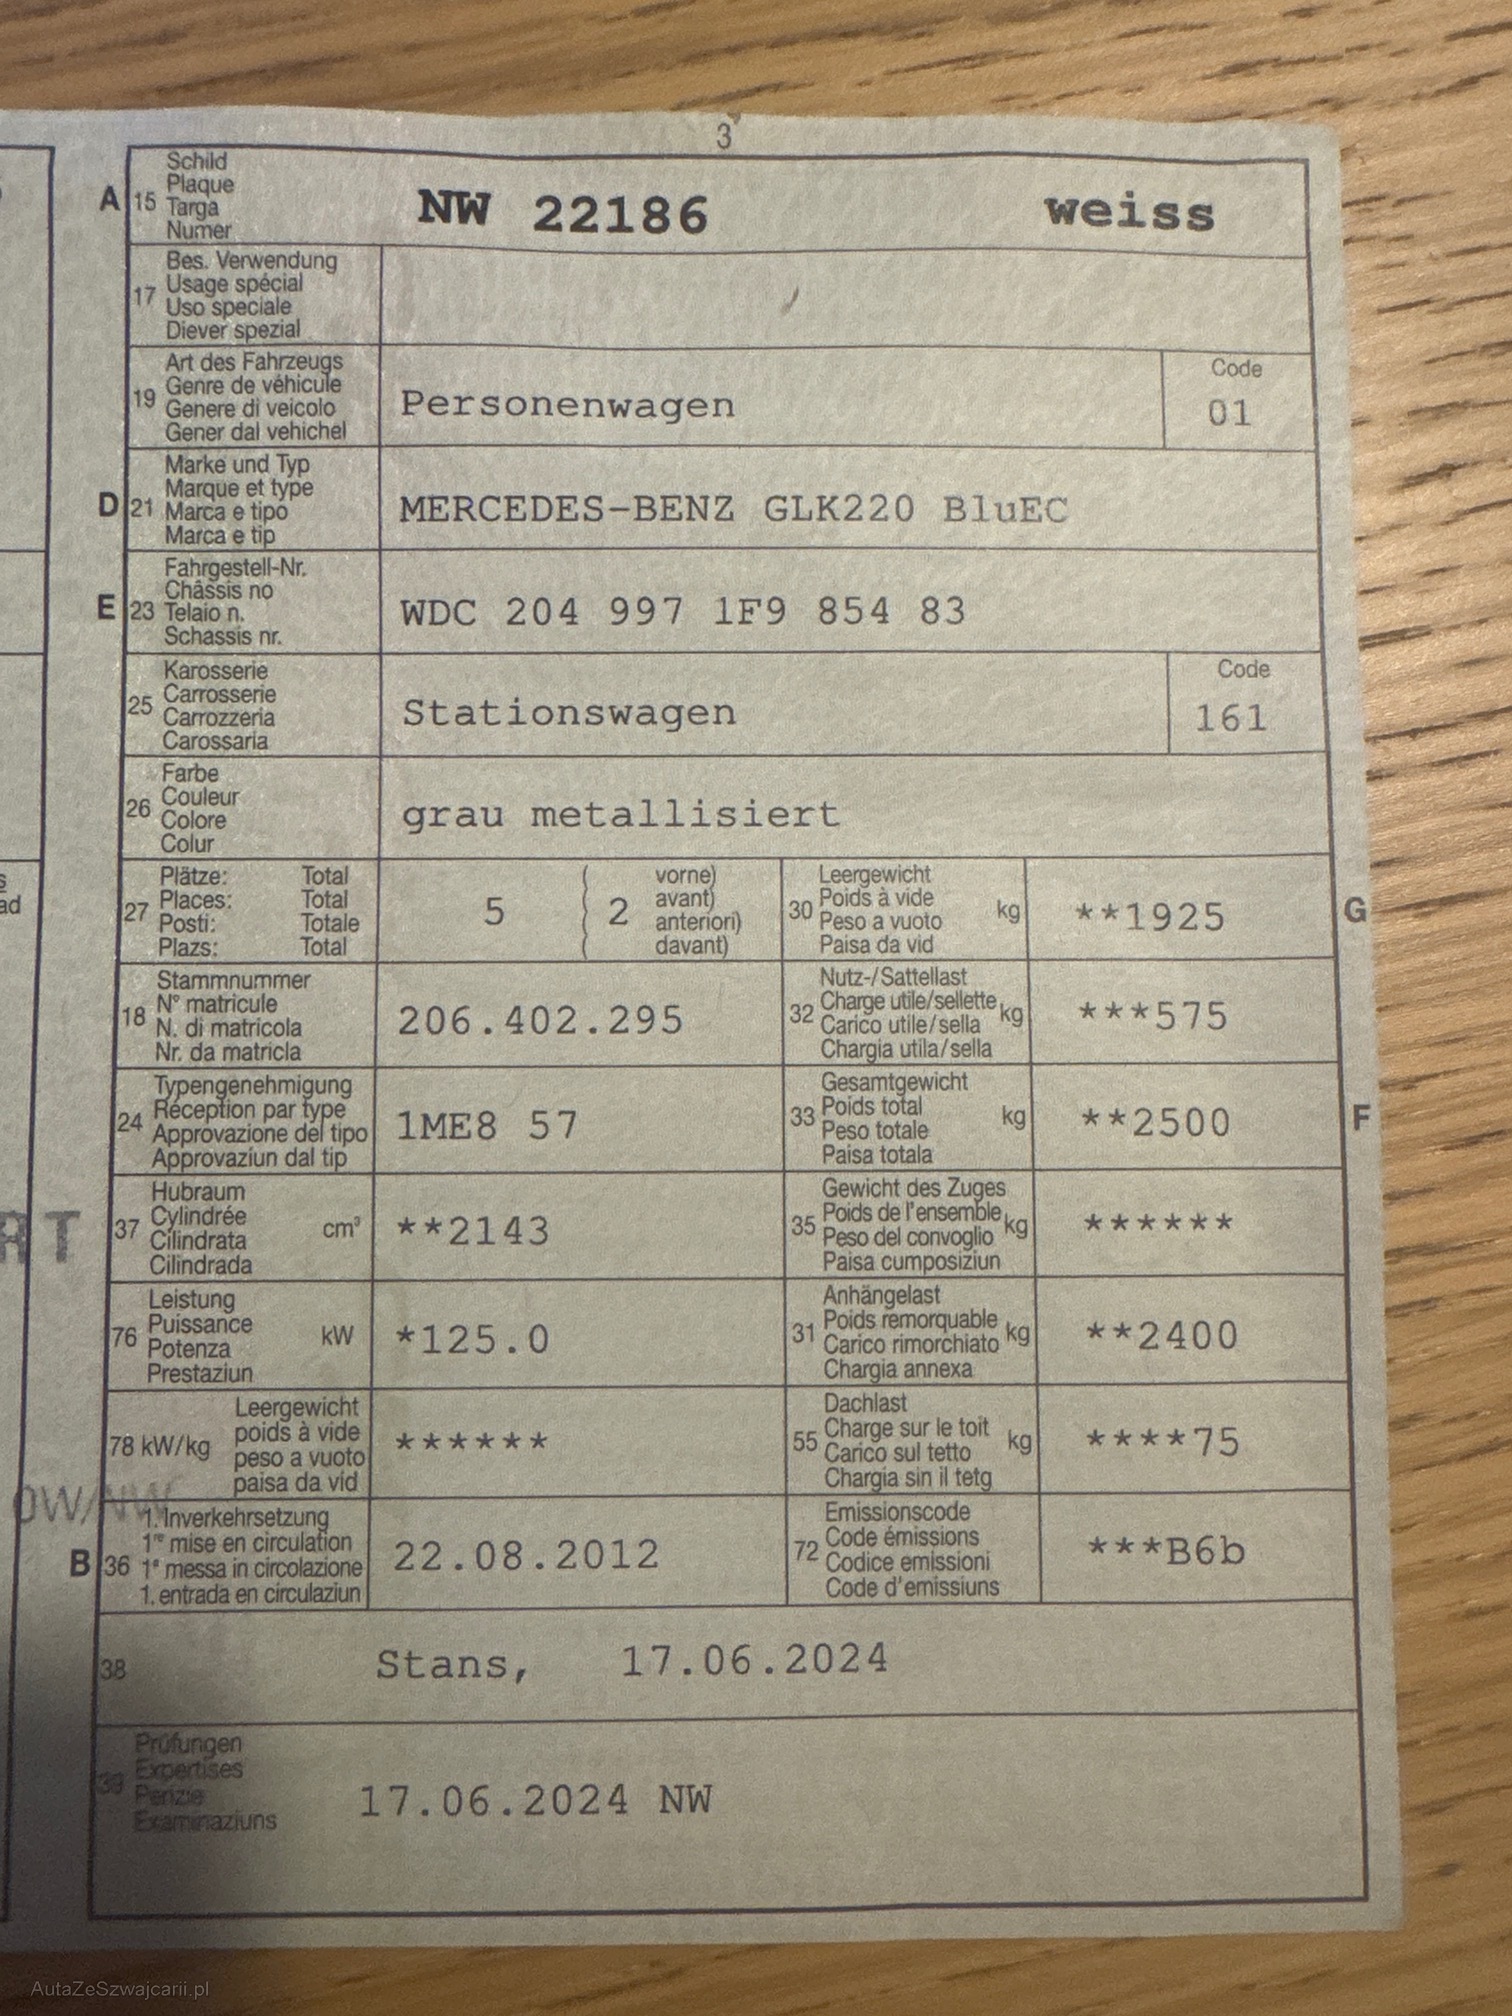 3
A 15 Schild
Plaque
Targa
Numer
NW 22186 weiss
17 Bes. Verwendung
Usage spécial
Uso speciale
Diever spezial
19 Art des Fahrzeugs
Genre de véhicule
Genere di veicolo
Gener dal vehichel
Personenwagen
Code
01
D 21 Marke und Typ
Marque et type
Marca e tipo
Marca e tip
MERCEDES-BENZ GLK220 BluEC
E 23 Fahrgestell-Nr.
Châssis no
Telaio n.
Schassis nr.
WDC 204 997 1F9 854 83
25 Karosserie
Carrosserie
Carrozzeria
Carossaria
Stationswagen
Code
161
26 Farbe
Couleur
Colore
Colur
grau metallisiert
27 Plätze: Total
Places: Total
Posti: Totale
Plazs: Total
5 ( 2 vorne)
avant)
anteriori)
davant)
30 Leergewicht
Poids à vide
Peso a vuoto
Paisa da vid
kg **1925 G
18 Stammnummer
N° matricule
N. di matricola
Nr. da matricla
206.402.295
32 Nutz-/Sattellast
Charge utile/sellette
Carico utile/sella
Chargia utila/sella
kg ***575
24 Typengenehmigung
Réception par type
Approvazione del tipo
Approvaziun dal tip
1ME8 57
33 Gesamtgewicht
Poids total
Peso totale
Paisa totala
kg **2500 F
37 Hubraum
Cylindrée
Cilindrata
Cilindrada
cm³ **2143
35 Gewicht des Zuges
Poids de l'ensemble
Peso del convoglio
Paisa cumposiziun
kg ******
76 Leistung
Puissance
Potenza
Prestaziun
kW *125.0
31 Anhängelast
Poids remorquable
Carico rimorchiato
Chargia annexa
kg **2400
78 kW/kg Leergewicht
poids à vide
peso a vuoto
paisa da vid
******
55 Dachlast
Charge sur le toit
Carico sul tetto
Chargia sin il tetg
kg ****75
OW/NW
B 36 1. Inverkehrsetzung
1re mise en circulation
1a messa in circolazione
1. entrada en circulaziun
22.08.2012
72 Emissionscode
Code émissions
Codice emissioni
Code d'emissiuns
***B6b
38 Stans, 17.06.2024
39 Prüfungen
Expertises
Perizie
Examinaziuns
17.06.2024 NW
AutaZeSzwajcarii.pl